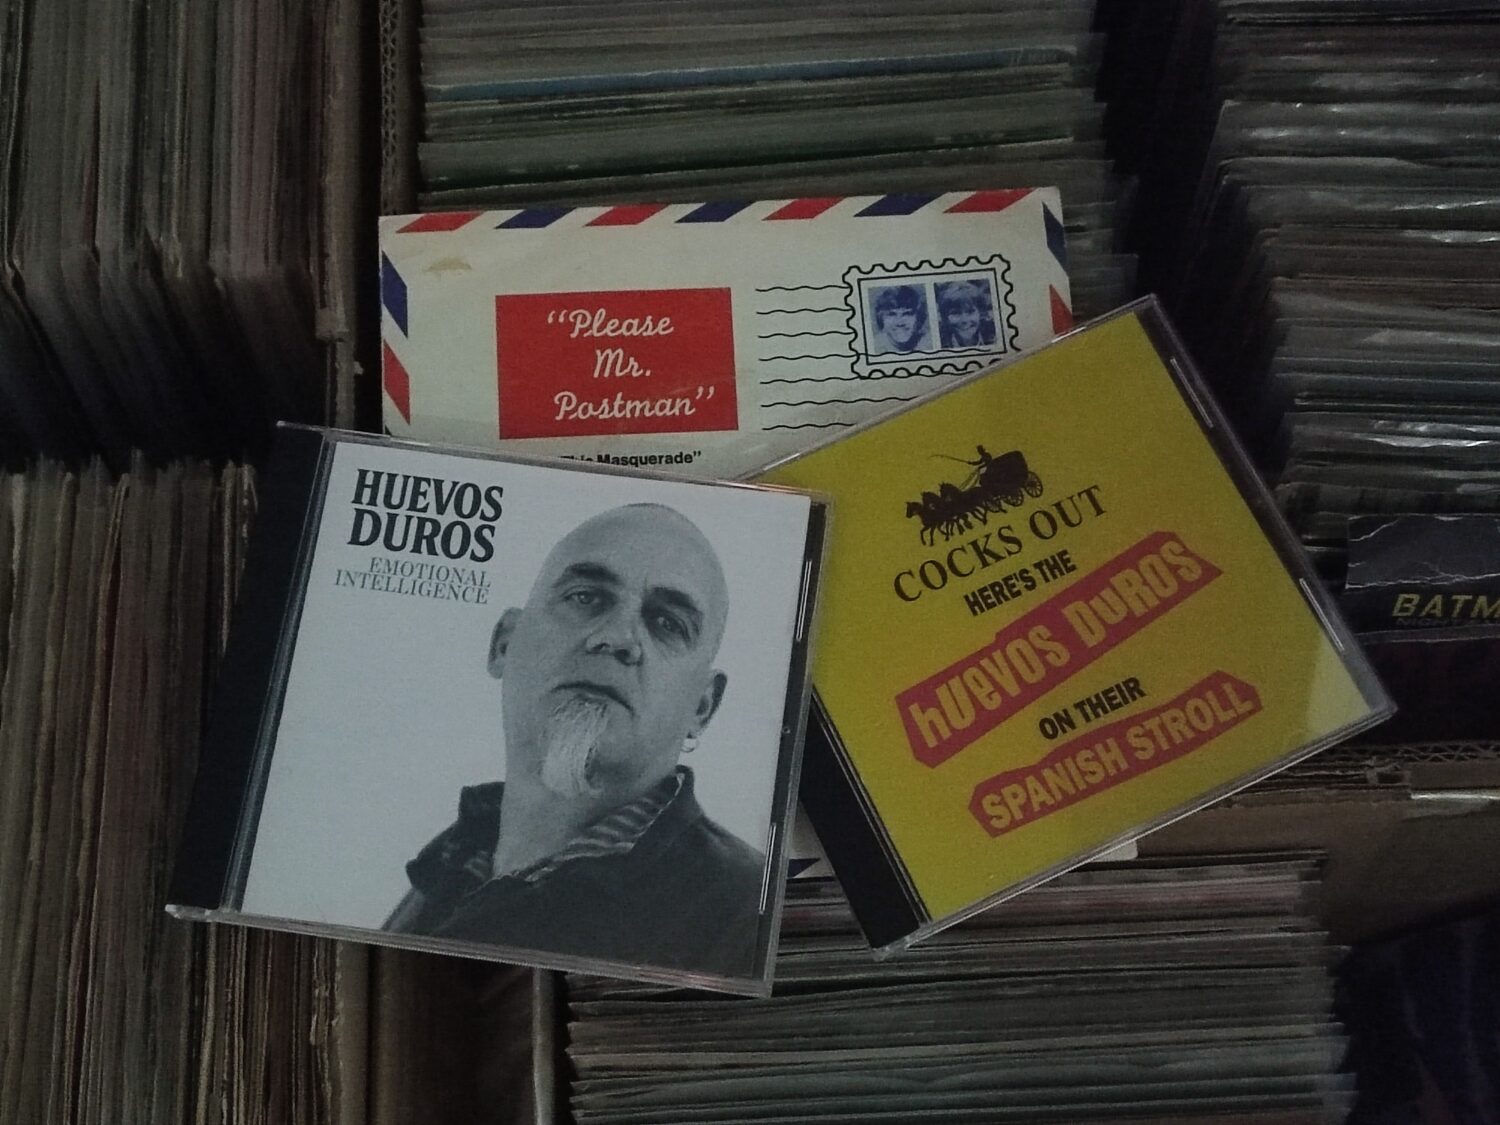 “Please
Mr.
Postman”
Masquerade”
HUEVOS
DUROS
EMOTIONAL
INTELLIGENCE
COCKS OUT
HERE'S THE
hUeVOS DuROS
ON THEIR
SPANISH STROLL
BATM